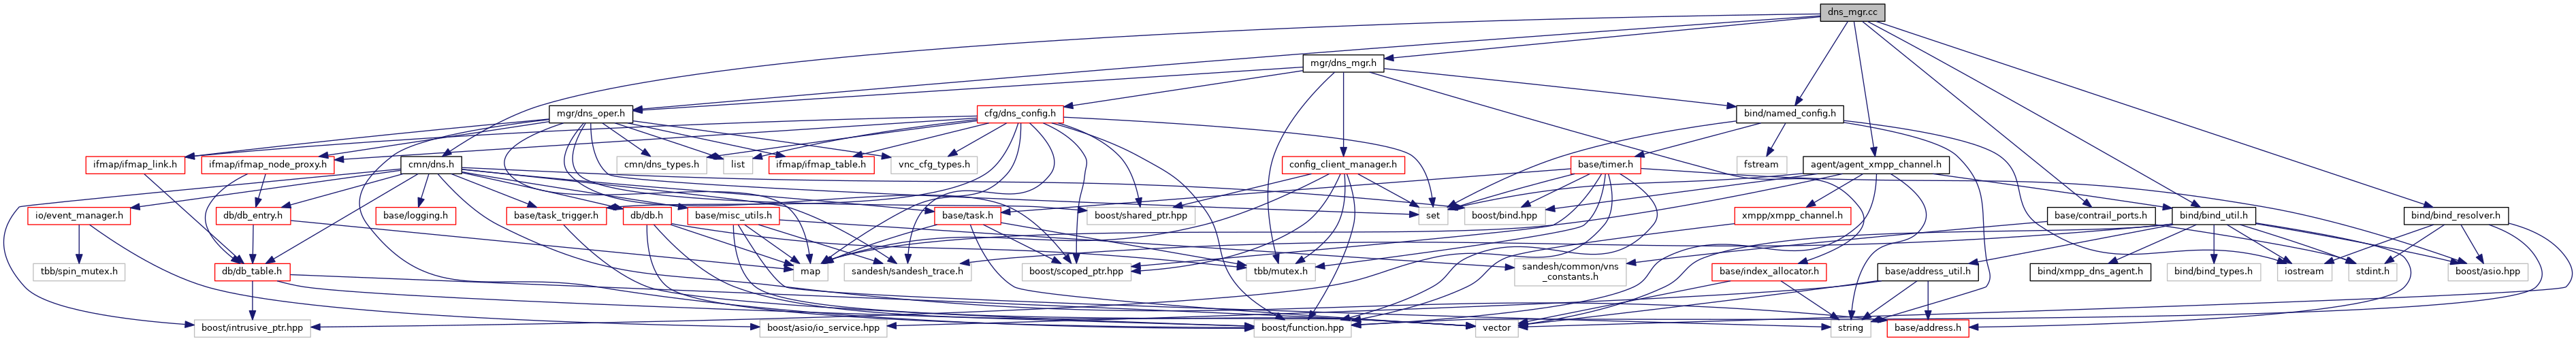 dns_mgr.cc
mgr/dns_mgr.h
mgr/dns_oper.h
cfg/dns_config.h
bind/named_config.h
ifmap/ifmap_link.h
ifmap/ifmap_node_proxy.h
cmn/dns.h
cmn/dns_types.h
list
ifmap/ifmap_table.h
vnc_cfg_types.h
config_client_manager.h
base/timer.h
fstream
agent/agent_xmpp_channel.h
io/event_manager.h
db/db_entry.h
base/logging.h
base/task_trigger.h
db/db.h
base/misc_utils.h
base/task.h
boost/shared_ptr.hpp
set
boost/bind.hpp
xmpp/xmpp_channel.h
base/contrail_ports.h
bind/bind_util.h
bind/bind_resolver.h
tbb/spin_mutex.h
db/db_table.h
map
sandesh/sandesh_trace.h
boost/scoped_ptr.hpp
tbb/mutex.h
sandesh/common/vns
_constants.h
base/index_allocator.h
base/address_util.h
bind/xmpp_dns_agent.h
bind/bind_types.h
iostream
stdint.h
boost/asio.hpp
boost/intrusive_ptr.hpp
boost/asio/io_service.hpp
boost/function.hpp
vector
string
base/address.h